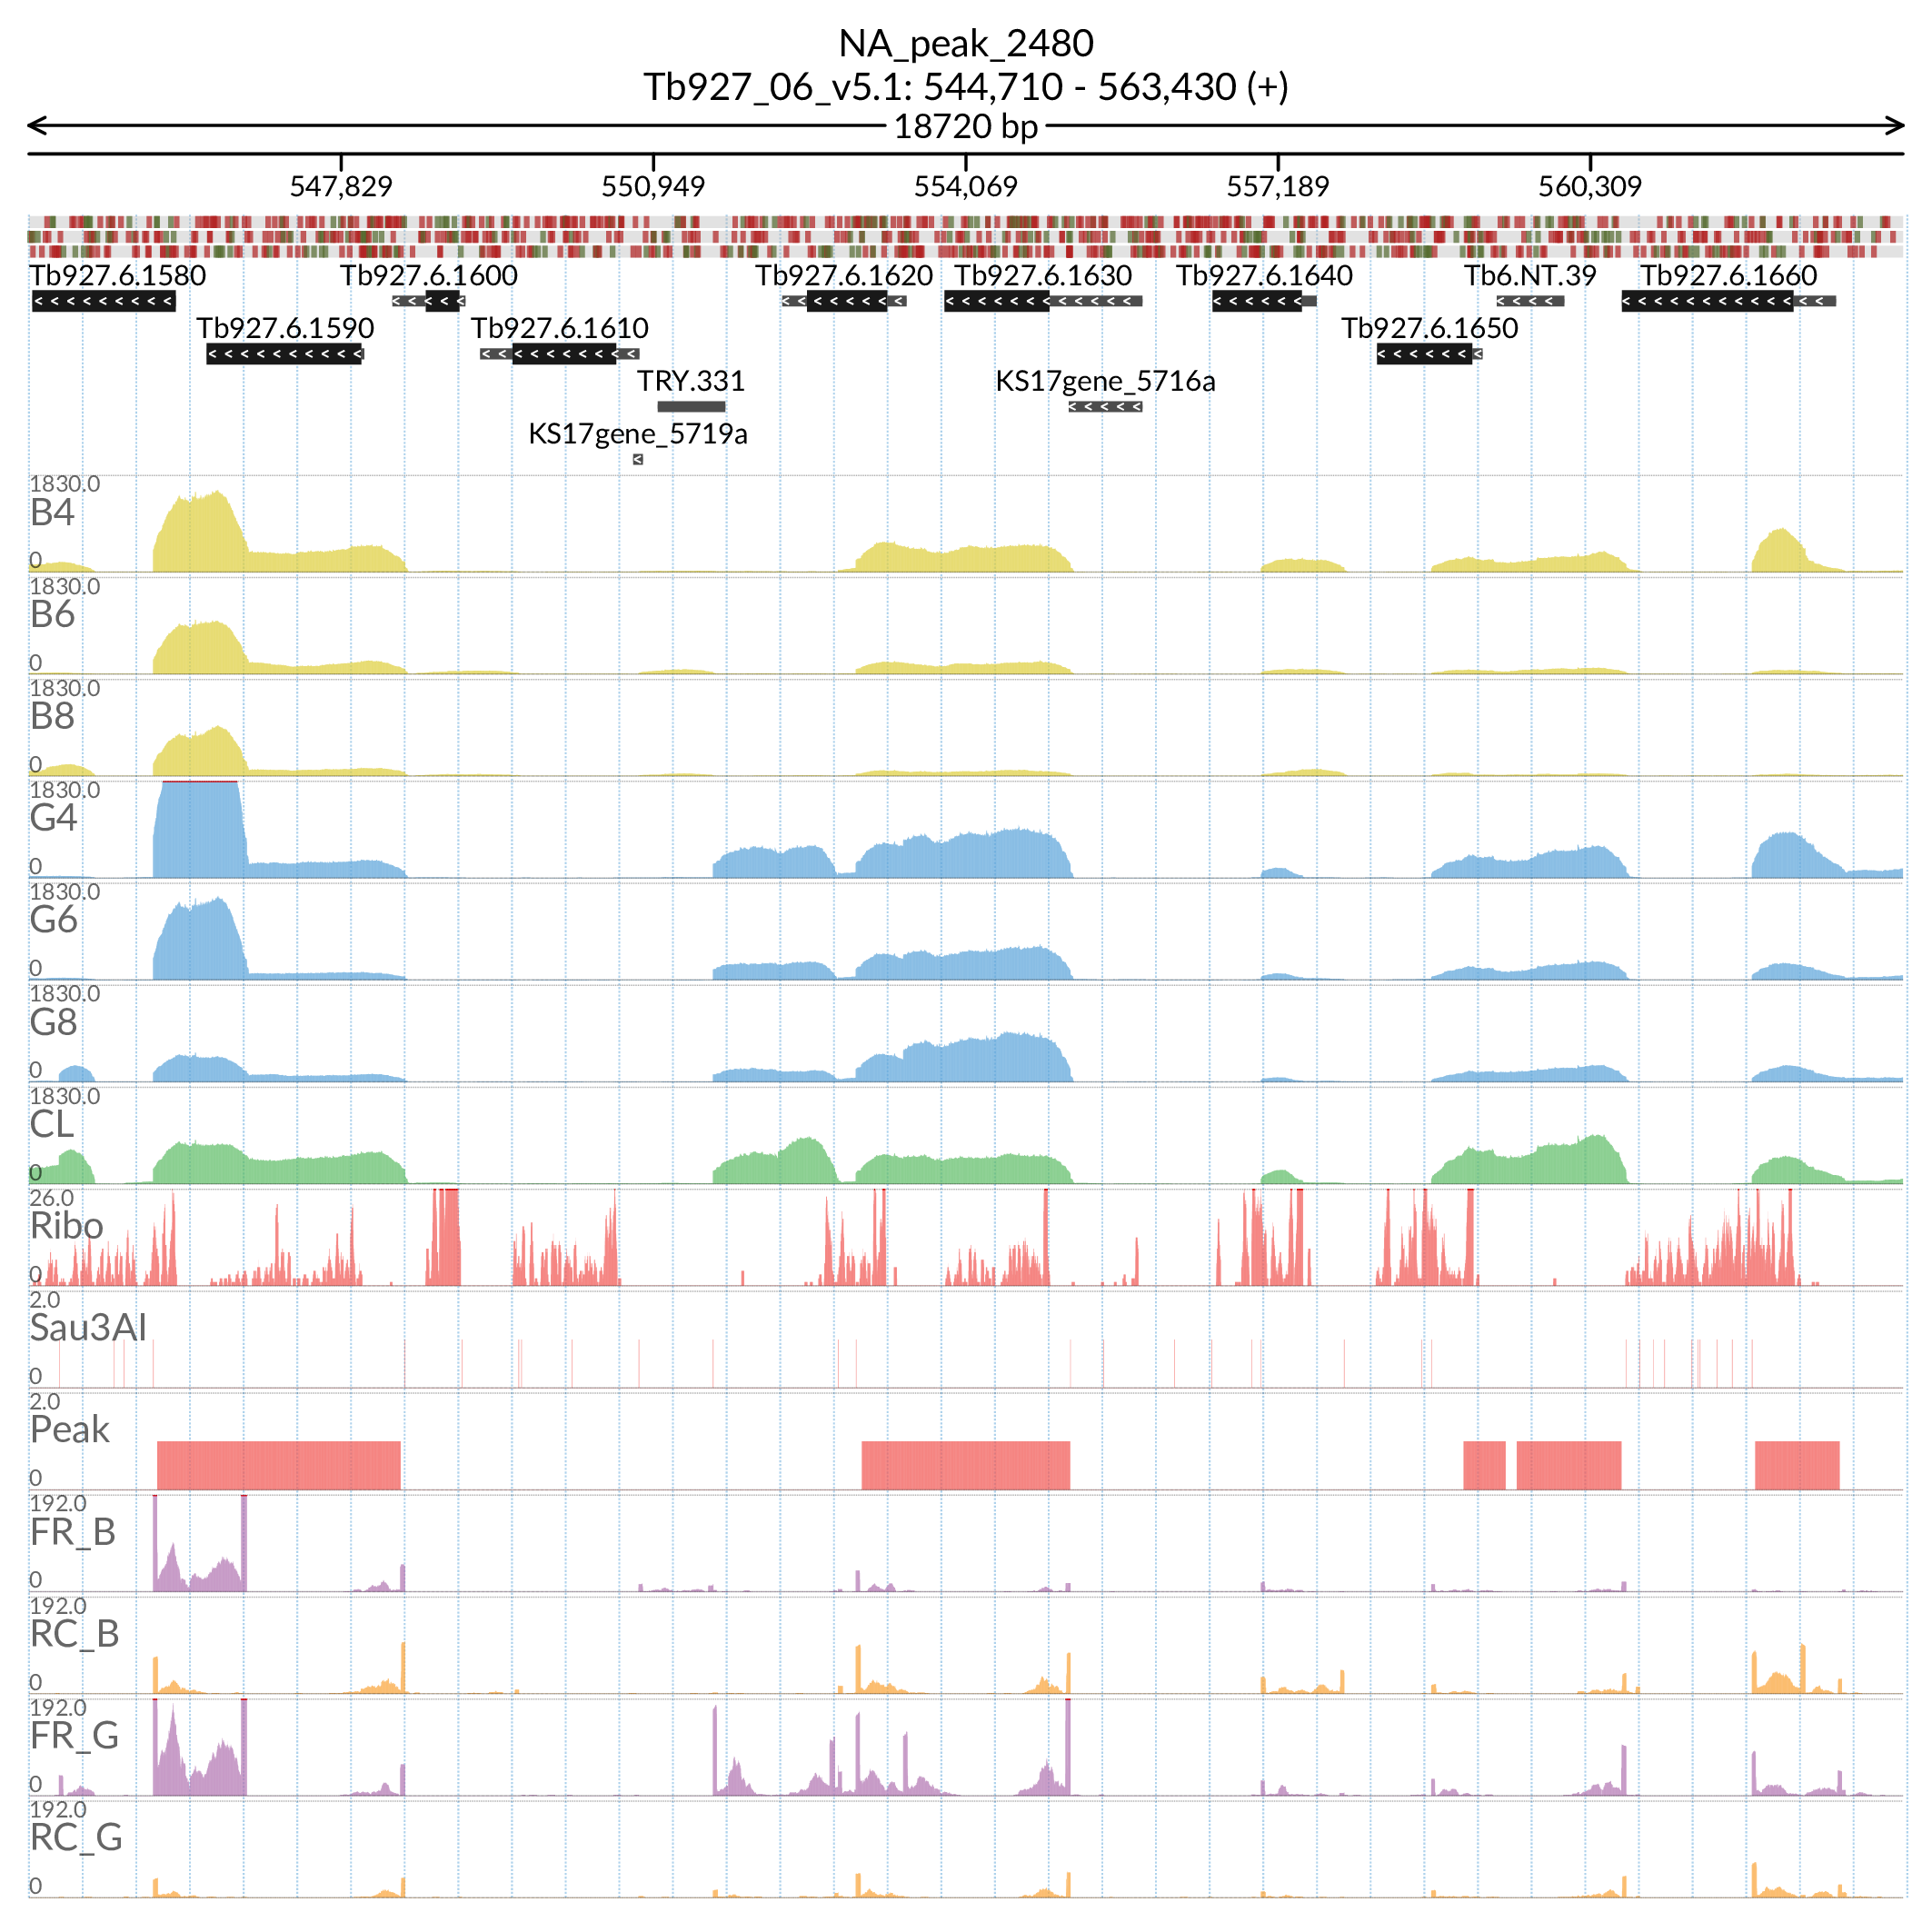 NA_peak_2480
Tb927_06_v5.1: 544,710 - 563,430 (+)
18720 bp
547,829 550,949 554,069 557,189 560,309
Tb927.6.1580 Tb927.6.1600 Tb927.6.1620 Tb927.6.1630 Tb927.6.1640 Tb6.NT.39 Tb927.6.1660
Tb927.6.1590 Tb927.6.1610 Tb927.6.1650
TRY.331 KS17gene_5716a
KS17gene_5719a
1830.0
B4
0
1830.0
B6
0
1830.0
B8
0
1830.0
G4
0
1830.0
G6
0
1830.0
G8
0
1830.0
CL
0
26.0
Ribo
0
2.0
Sau3AI
0
2.0
Peak
0
192.0
FR_B
0
192.0
RC_B
0
192.0
FR_G
0
192.0
RC_G
0